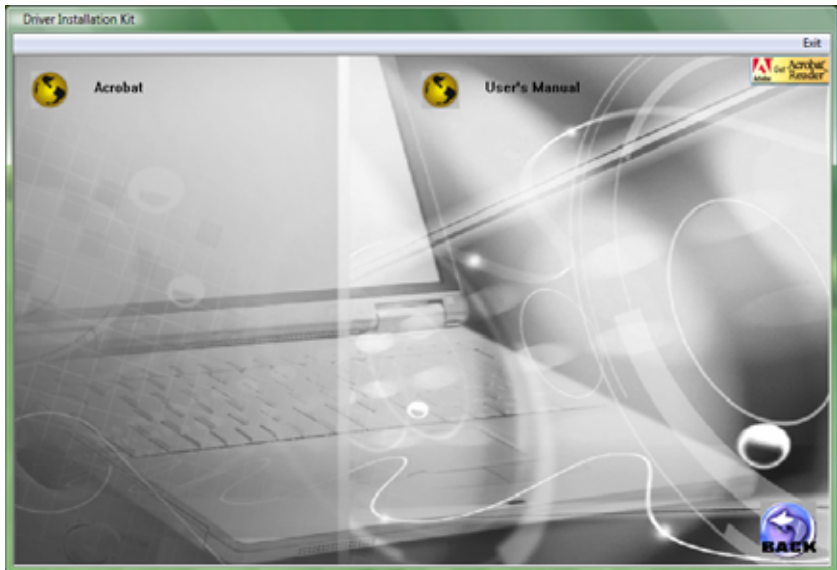 Driver Installation Kit
Exit
Acrobat
User's Manual
Adobe
Get Acrobat
Reader
BACK